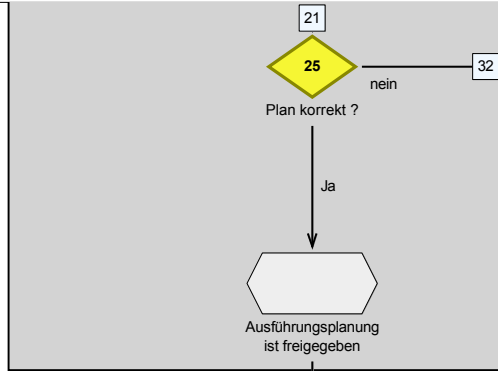 21
25
32
nein
Plan korrekt ?
Ja
Ausführungsplanung
ist freigegeben